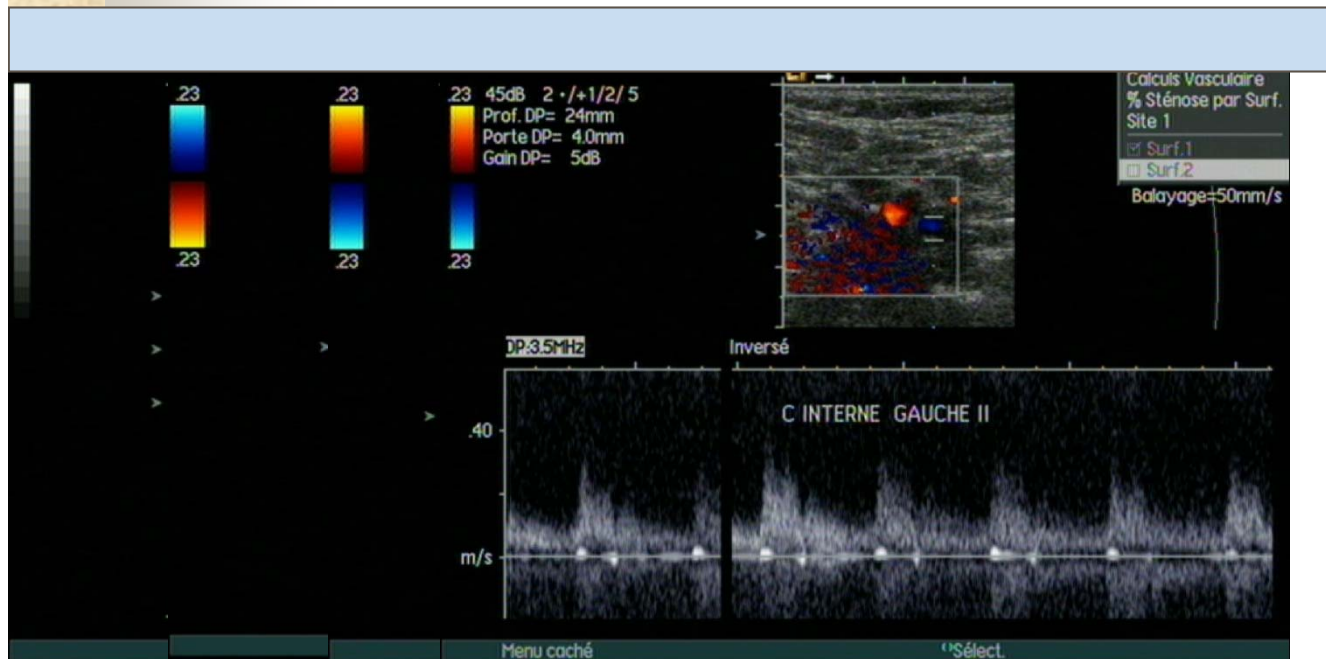 .23 .23 .23 45dB 2 ·/+1/2/ 5
Prof. DP= 24mm
Porte DP= 4.0mm
Gain DP= 5dB
.23 .23 .23
Calculs Vasculaire
% Sténose par Surf.
Site 1
Surf.1
Surf.2
Balayage=50mm/s
DP:3.5MHz
Inversé
C INTERNE GAUCHE II
.40
m/s
Menu caché
Sélect.